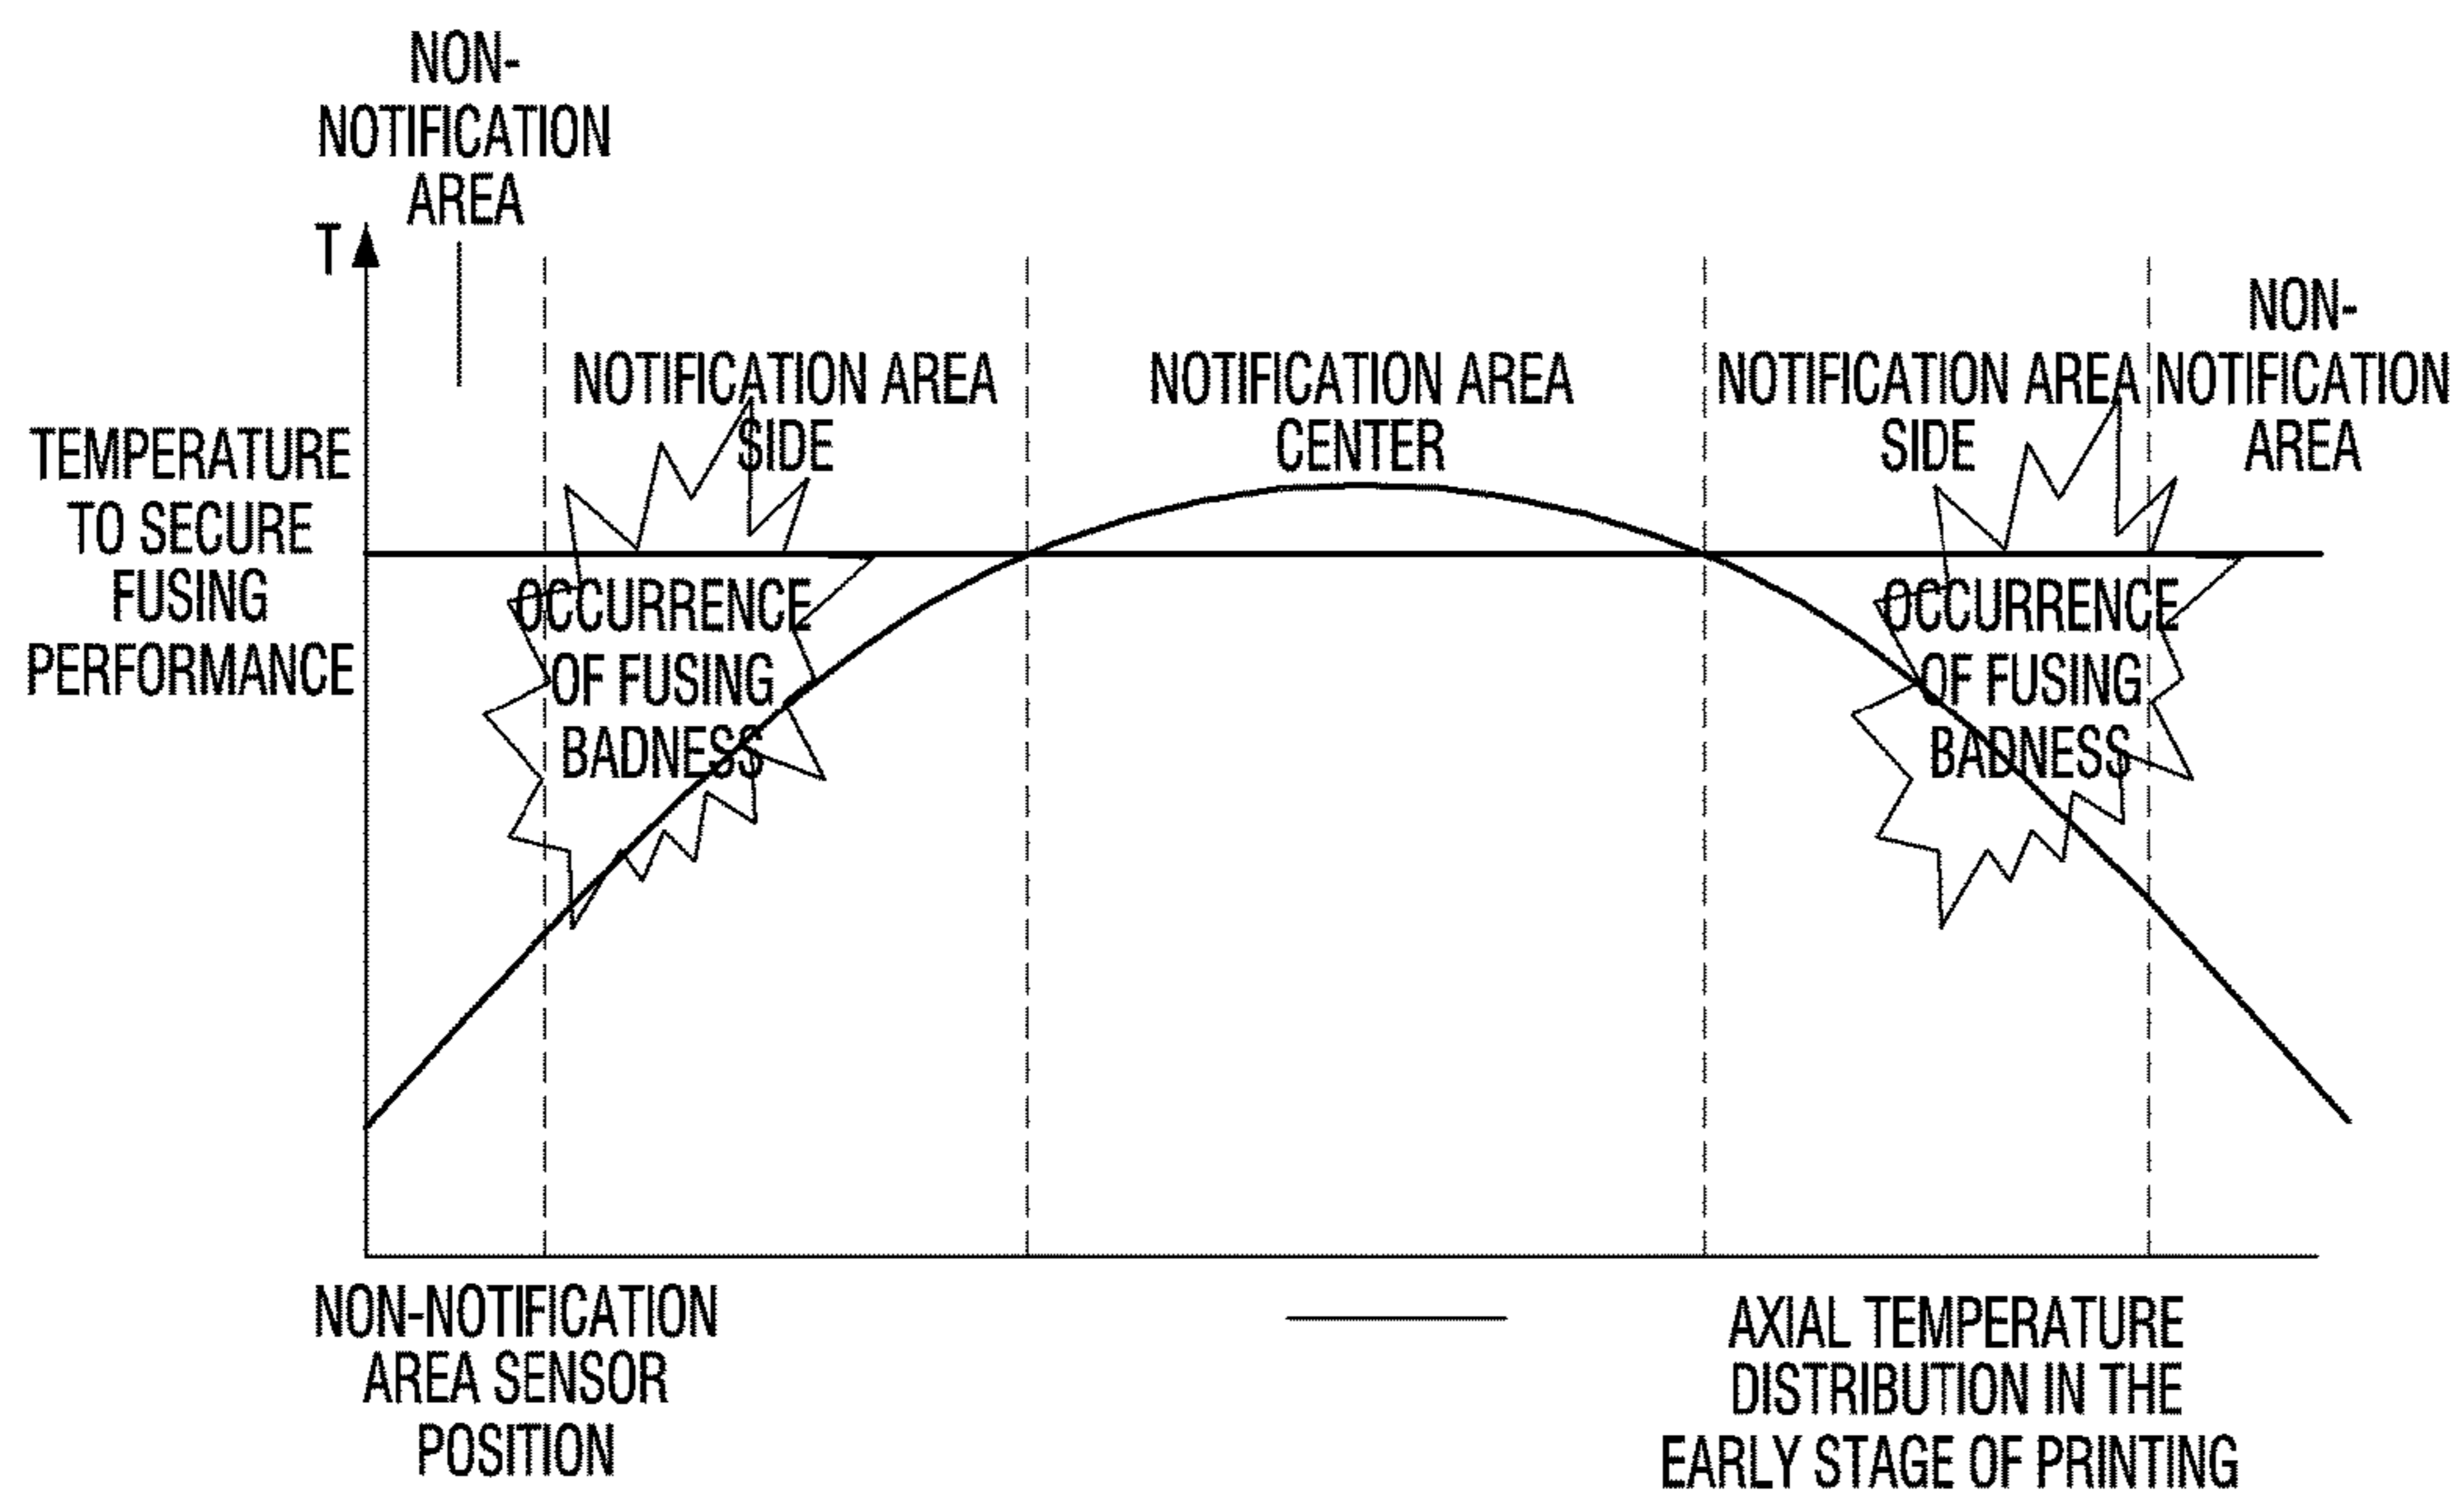 NON-
NOTIFICATION
AREA
T
TEMPERATURE
TO SECURE
FUSING
PERFORMANCE
NOTIFICATION AREA
SIDE
NOTIFICATION AREA
CENTER
NOTIFICATION AREA
SIDE
NON-
NOTIFICATION
AREA
OCCURRENCE
OF FUSING
BADNESS
OCCURRENCE
OF FUSING
BADNESS
NON-NOTIFICATION
AREA SENSOR
POSITION
AXIAL TEMPERATURE
DISTRIBUTION IN THE
EARLY STAGE OF PRINTING